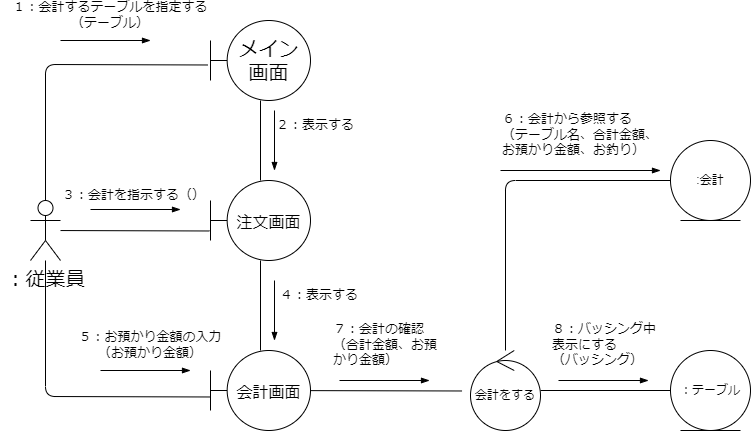 1：会計するテーブルを指定する
（テーブル）
メイン
画面
2：表示する
3：会計を指示する（）
注文画面
：従業員
4：表示する
5：お預かり金額の入力
（お預かり金額）
会計画面
6：会計から参照する
（テーブル名、合計金額、
お預かり金額、お釣り）
:会計
7：会計の確認
（合計金額、お預
かり金額）
会計をする
8：バッシング中
表示にする
（バッシング）
：テーブル